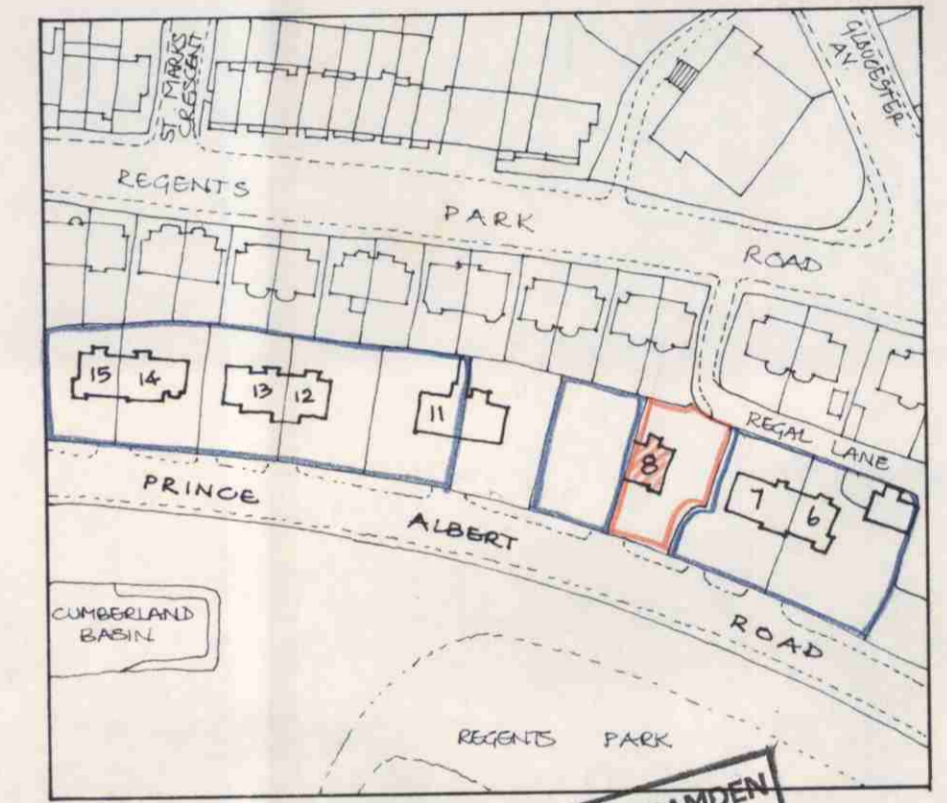 ST. MARKS
CRESCENT
GLOUCESTER
AV.
REGENTS PARK ROAD
15 14 13 12 11 8 7 6
REGAL LANE
PRINCE ALBERT ROAD
CUMBERLAND
BASIN
REGENTS PARK
CAMDEN